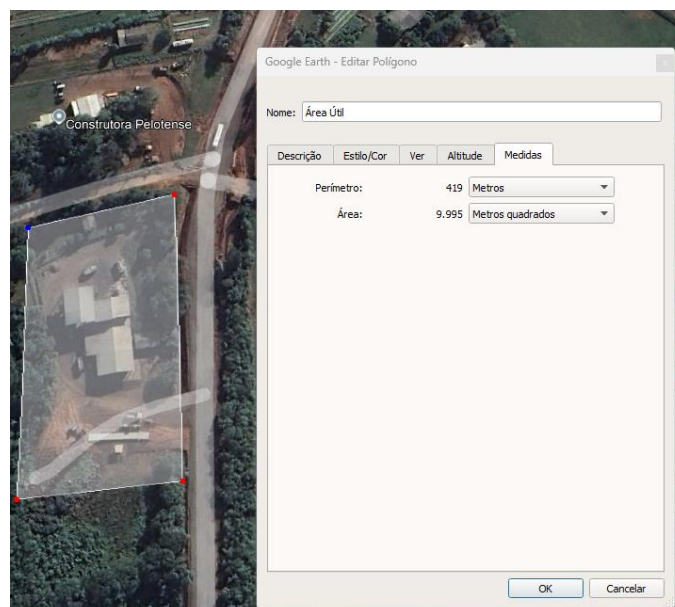 Google Earth - Editar Polígono
Nome: Área Útil
Construtora Pelotense
Descrição Estilo/Cor Ver Altitude Medidas
Perímetro: 419 Metros
Área: 9.995 Metros quadrados
OK Cancelar